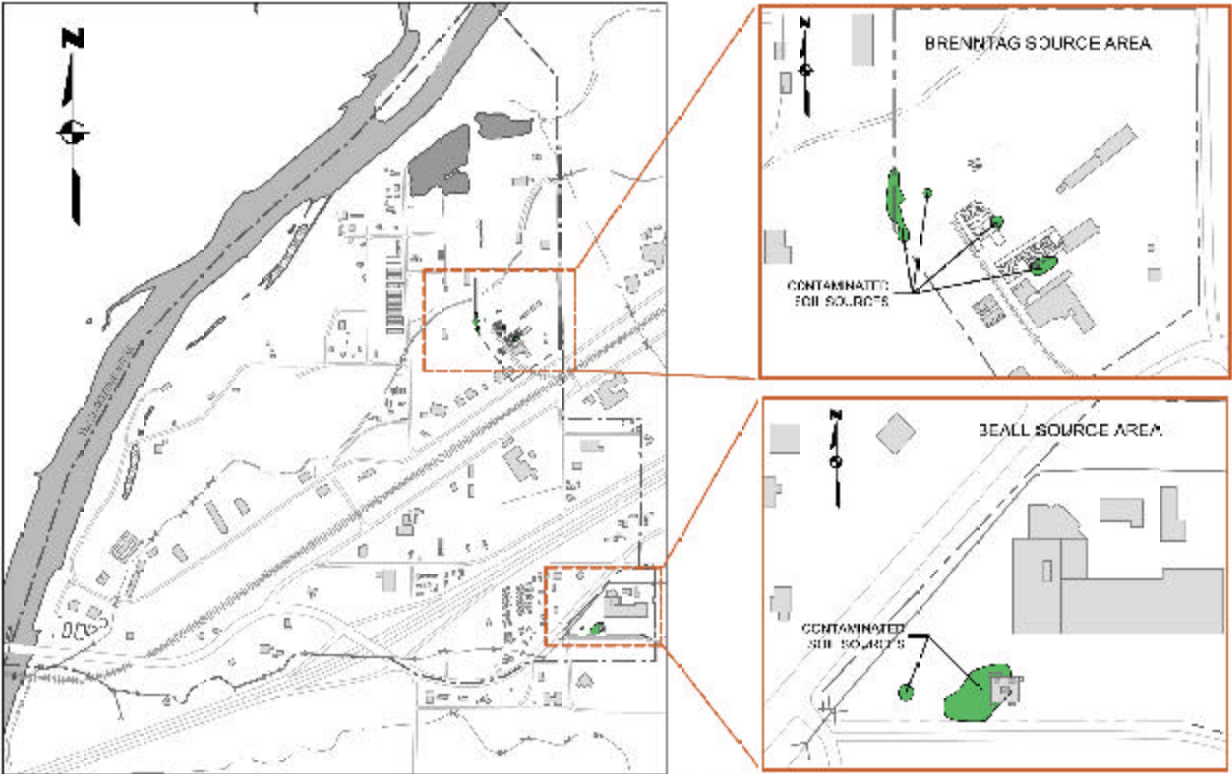 N
N
BRENNTAG SOURCE AREA
CONTAMINATED
SOIL SOURCES
N
BEALL SOURCE AREA
CONTAMINATED
SOIL SOURCES